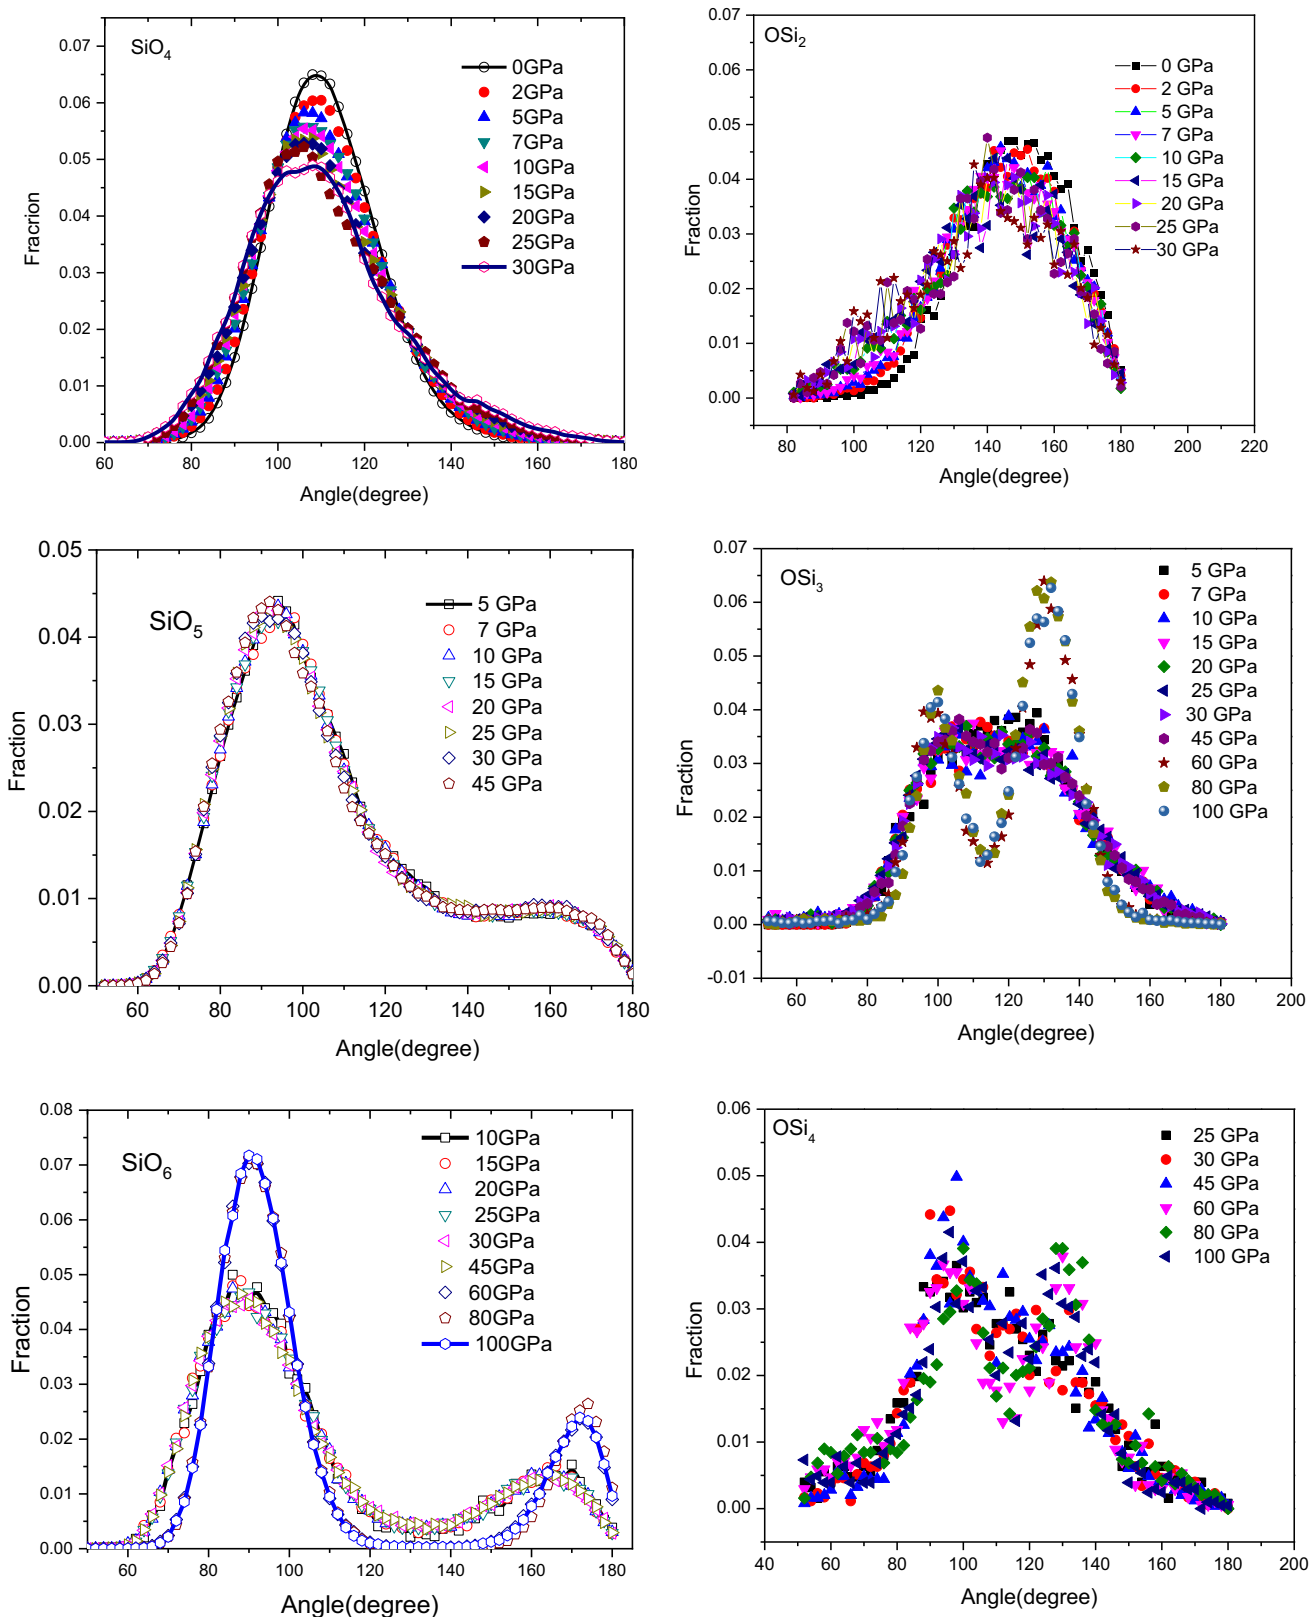 SiO4
0GPa
2GPa
5GPa
7GPa
10GPa
15GPa
20GPa
25GPa
30GPa
0.07
0.06
0.05
0.04
0.03
0.02
0.01
0.00
Fracrion
60 80 100 120 140 160 180
Angle(degree)
OSi2
0 GPa
2 GPa
5 GPa
7 GPa
10 GPa
15 GPa
20 GPa
25 GPa
30 GPa
0.07
0.06
0.05
0.04
0.03
0.02
0.01
0.00
Fraction
80 100 120 140 160 180 200 220
Angle(degree)
SiO5
5 GPa
7 GPa
10 GPa
15 GPa
20 GPa
25 GPa
30 GPa
45 GPa
0.05
0.04
0.03
0.02
0.01
0.00
Fraction
60 80 100 120 140 160 180
Angle(degree)
OSi3
5 GPa
7 GPa
10 GPa
15 GPa
20 GPa
25 GPa
30 GPa
45 GPa
60 GPa
80 GPa
100 GPa
0.07
0.06
0.05
0.04
0.03
0.02
0.01
0.00
-0.01
Fraction
60 80 100 120 140 160 180 200
Angle(degree)
SiO6
10GPa
15GPa
20GPa
25GPa
30GPa
45GPa
60GPa
80GPa
100GPa
0.08
0.07
0.06
0.05
0.04
0.03
0.02
0.01
0.00
Fraction
60 80 100 120 140 160 180
Angle(degree)
OSi4
25 GPa
30 GPa
45 GPa
60 GPa
80 GPa
100 GPa
0.06
0.05
0.04
0.03
0.02
0.01
0.00
Fraction
40 60 80 100 120 140 160 180 200
Angle(degree)